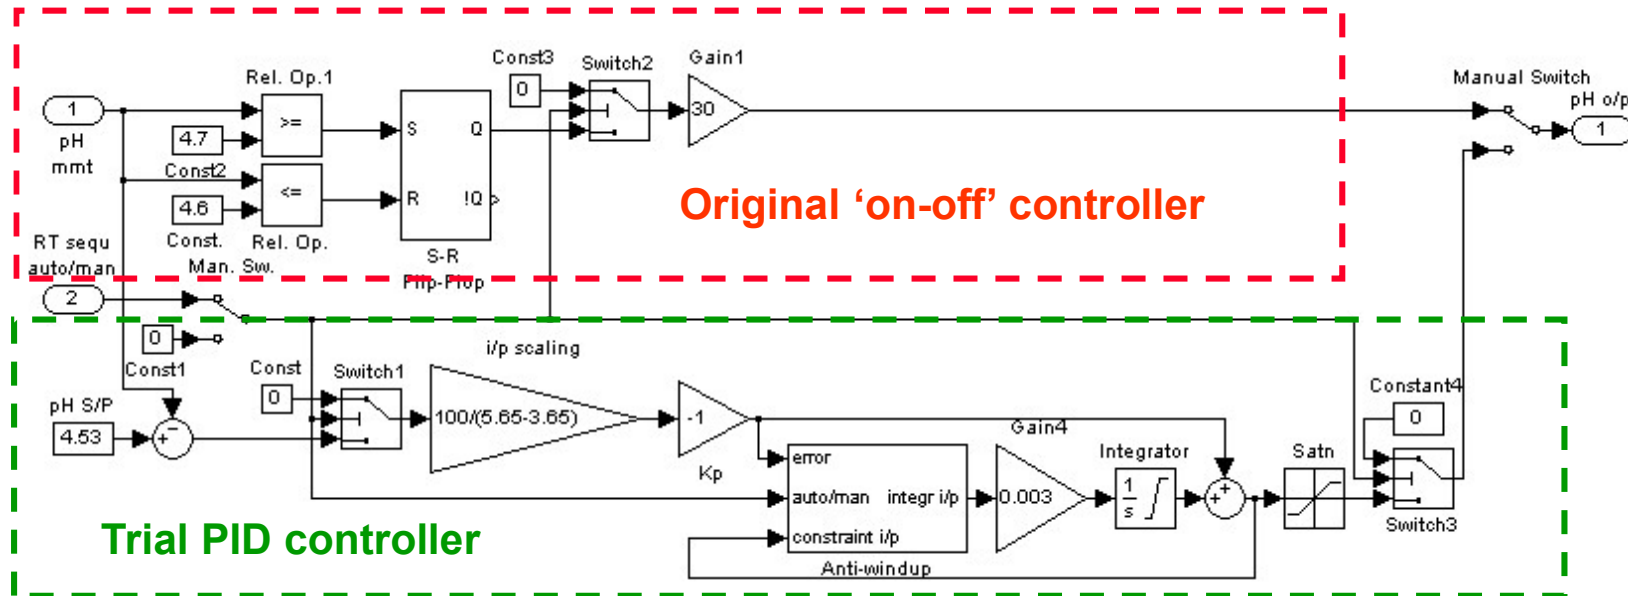 Const3
Switch2
Gain1
Rel. Op.1
Manual Switch
pH o/p
1
pH
mmt
>=
0
30
1
4.7
S
Q
Const2
<=
R
!Q
4.6
Original ‘on-off’ controller
Const.
Rel. Op.
RT sequ
auto/man
Man. Sw.
S-R
Flip-Flop
2
0
Const1
i/p scaling
Const
Switch1
Constant4
0
0
pH S/P
4.53
+
−
100/(5.65-3.65)
-1
Kp
Gain4
Integrator
Satn
error
auto/man
integr i/p
constraint i/p
0.003
1
s
+
+
Switch3
Trial PID controller
Anti-windup